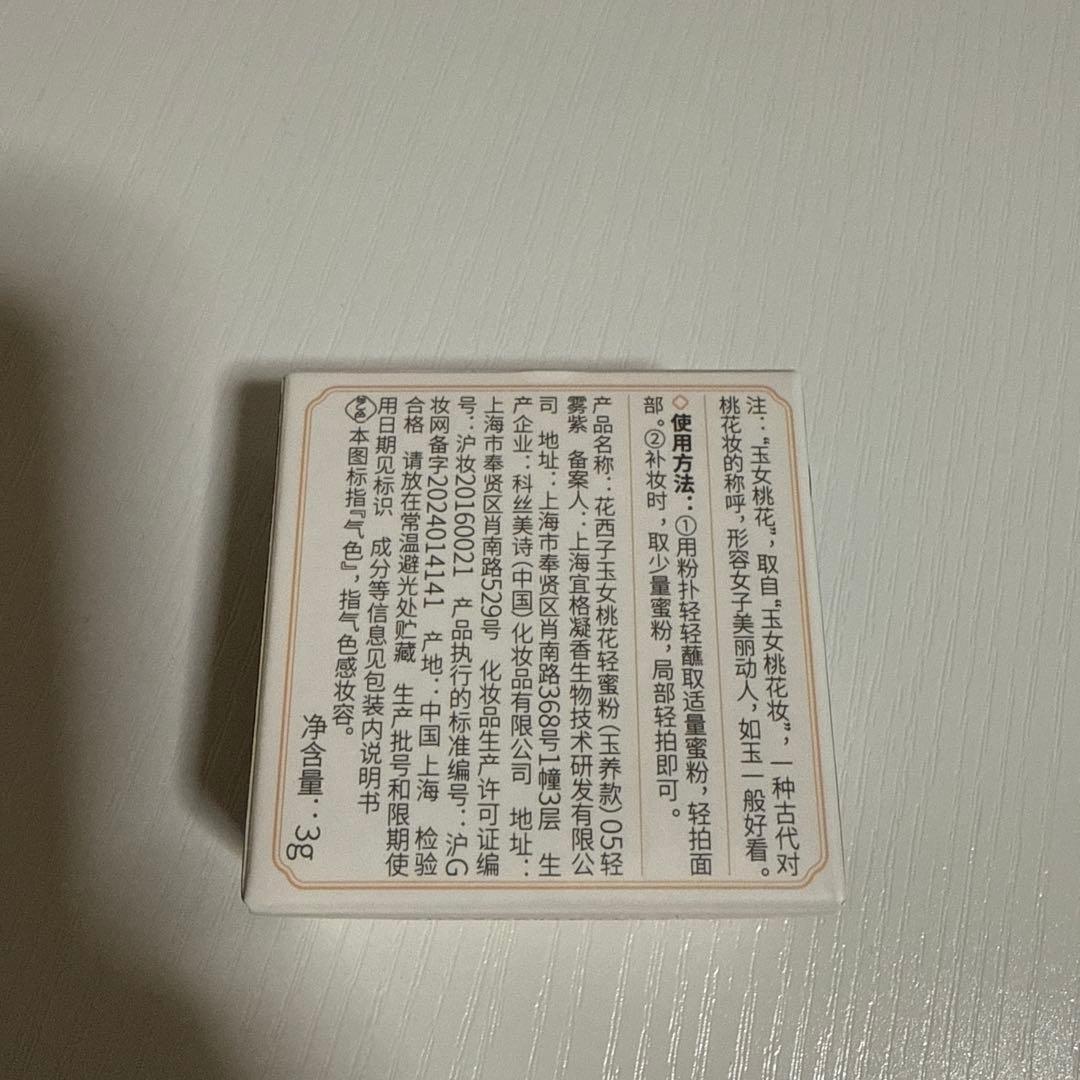 注：“玉女桃花”，取自“玉女桃花妆”，一种古代对
桃花妆的称呼，形容女子美丽动人，如玉一般好看。
◇使用方法：①用粉扑轻轻蘸取适量蜜粉，轻拍面
部。②补妆时，取少量蜜粉，局部轻拍即可。
产品名称：花西子玉女桃花轻蜜粉（玉养款）05轻
雾紫 备案人：上海宜格凝香生物技术研发有限公
司 地址：上海市奉贤区肖南路368号1幢3层 生
产企业：科丝美诗（中国）化妆品有限公司 地址：
上海市奉贤区肖南路529号 化妆品生产许可证编
号：沪妆20160021 产品执行的标准编号：沪G
妆网备字2024014141 产地：中国 上海 检验
合格 请放在常温避光处贮藏 生产批号和限期使
用日期见标识 成分等信息见包装内说明书
气色 本图标指『气色』，指气色感妆容。
净含量：3g